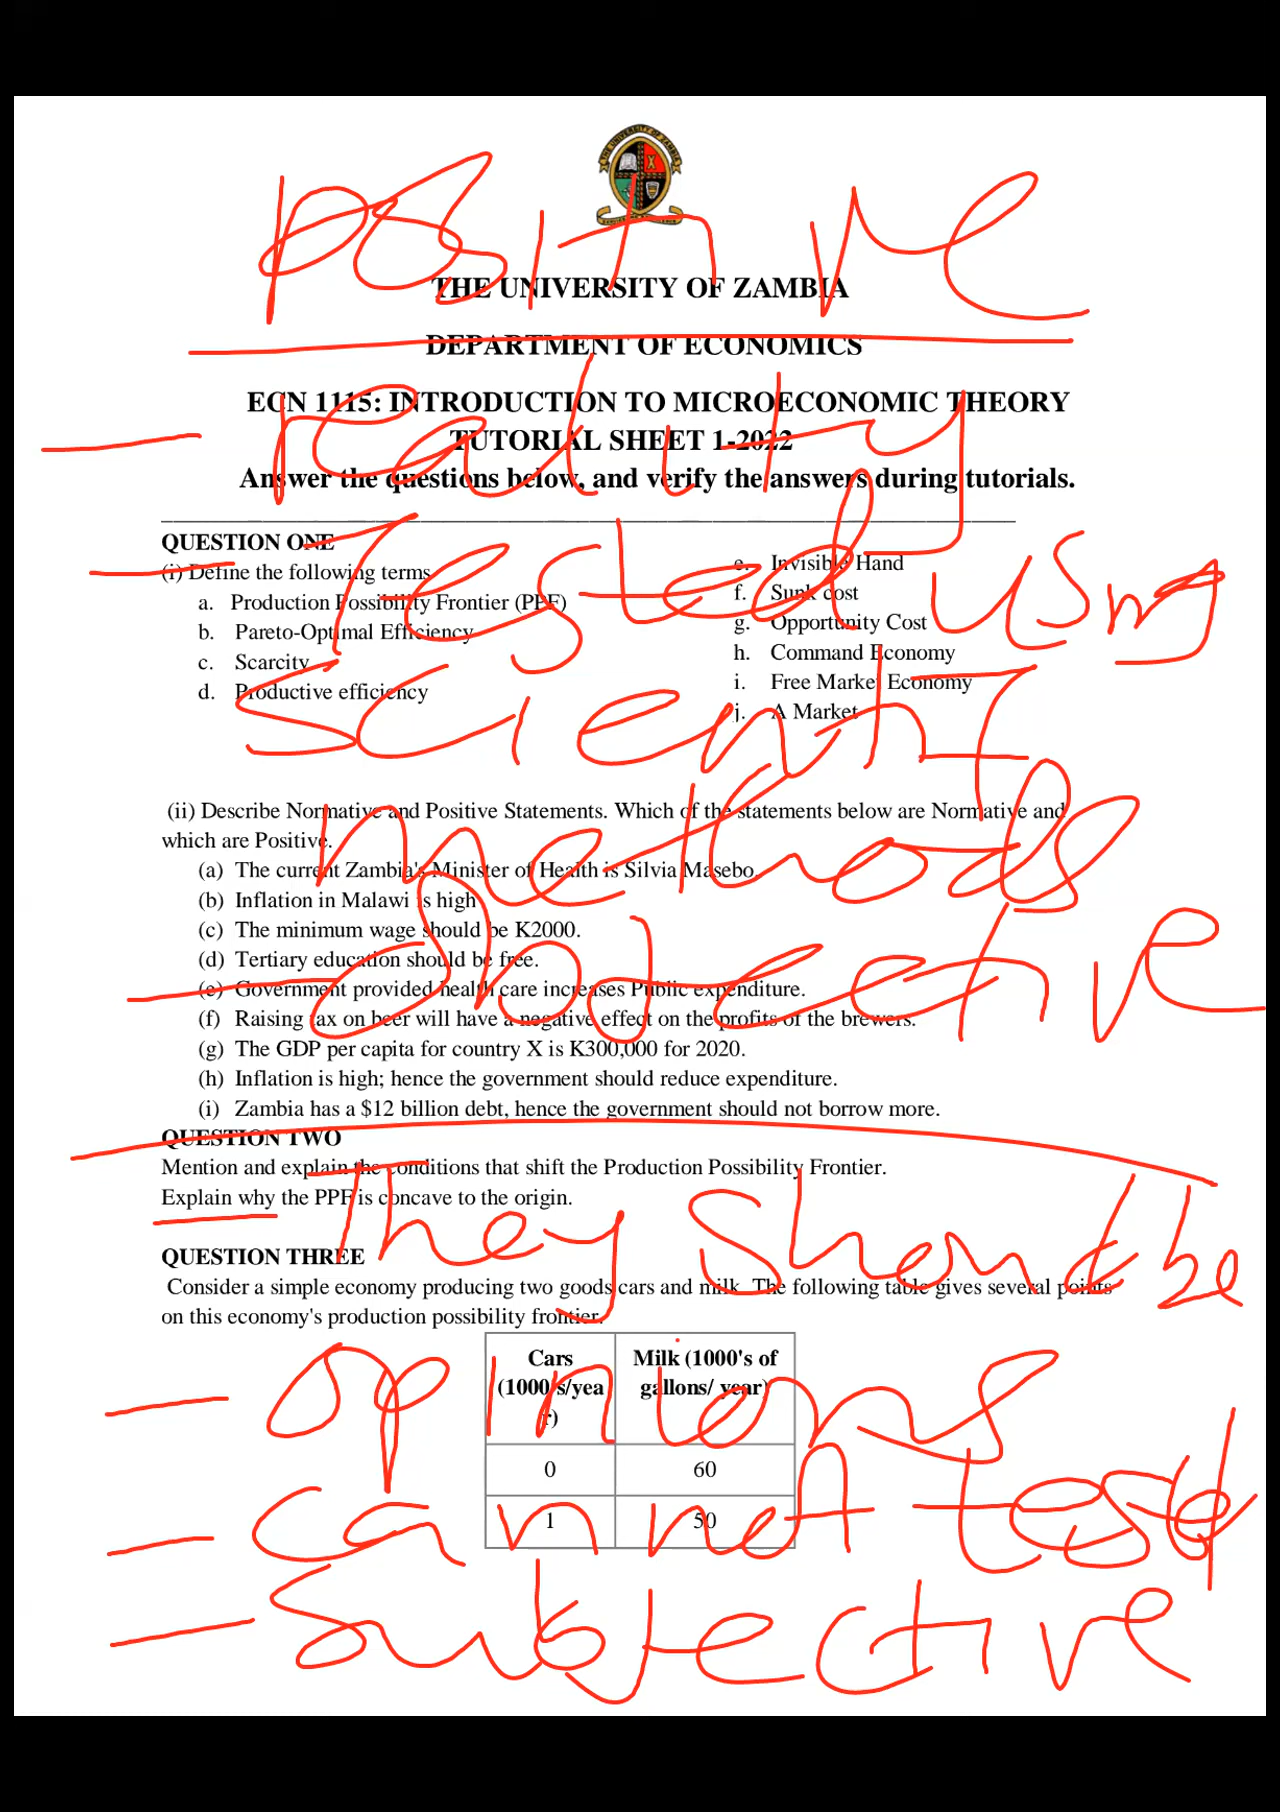 THE UNIVERSITY OF ZAMBIA
DEPARTMENT OF ECONOMICS
ECN 1115: INTRODUCTION TO MICROECONOMIC THEORY
TUTORIAL SHEET 1-2022
Answer the questions below, and verify the answers during tutorials.
QUESTION ONE
(i) Define the following terms
a. Production Possibility Frontier (PPF)
b. Pareto-Optimal Efficiency
c. Scarcity
d. Productive efficiency
e. Invisible Hand
f. Sunk cost
g. Opportunity Cost
h. Command Economy
i. Free Market Economy
j. A Market
(ii) Describe Normative and Positive Statements. Which of the statements below are Normative and
which are Positive.
(a) The current Zambia's Minister of Health is Silvia Masebo.
(b) Inflation in Malawi is high
(c) The minimum wage should be K2000.
(d) Tertiary education should be free.
(e) Government provided health care increases Public expenditure.
(f) Raising tax on beer will have a negative effect on the profits of the brewers.
(g) The GDP per capita for country X is K300,000 for 2020.
(h) Inflation is high; hence the government should reduce expenditure.
(i) Zambia has a $12 billion debt, hence the government should not borrow more.
QUESTION TWO
Mention and explain the conditions that shift the Production Possibility Frontier.
Explain why the PPF is concave to the origin.
QUESTION THREE
Consider a simple economy producing two goods cars and milk. The following table gives several points
on this economy's production possibility frontier.
Cars (1000's/year) Milk (1000's of gallons/ year)
0 60
1 50
positive
- reality
- Tested using
scientf
methods
- objective
- They should be
- opinions
- can not tested
- subjective